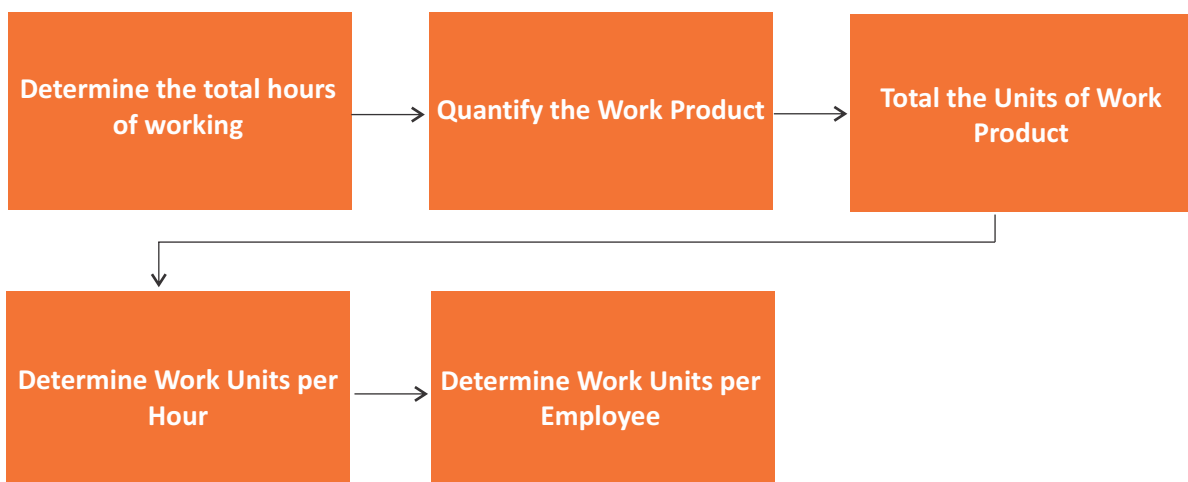 Determine the total hours
of working
Quantify the Work Product
Total the Units of Work
Product
Determine Work Units per
Hour
Determine Work Units per
Employee